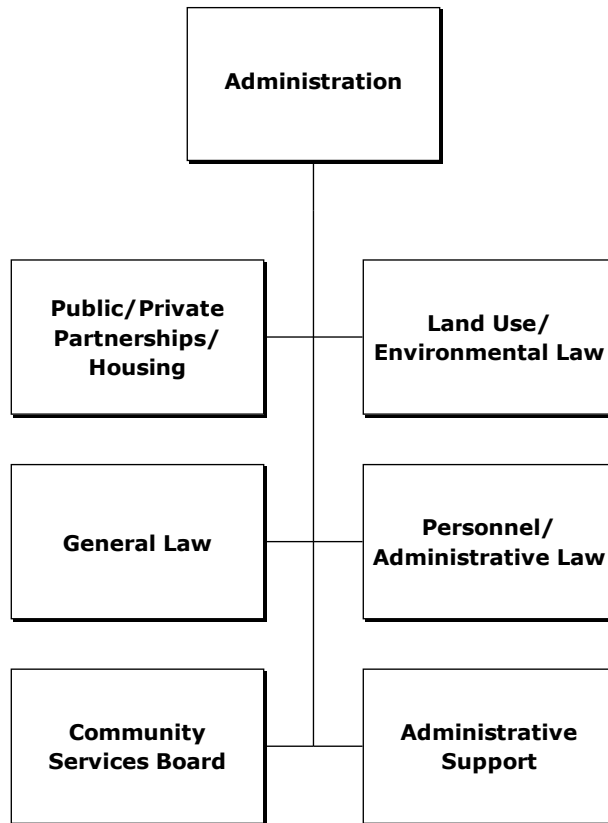 Administration
Public/Private
Partnerships/
Housing
Land Use/
Environmental Law
General Law
Personnel/
Administrative Law
Community
Services Board
Administrative
Support